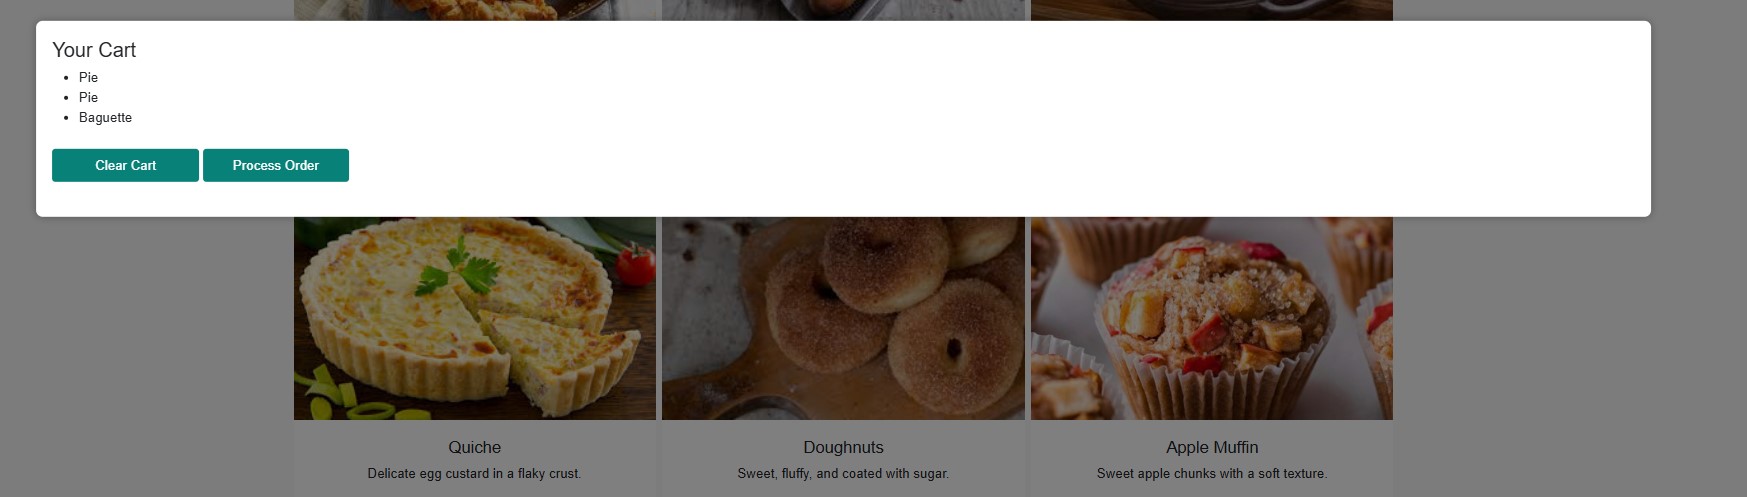 Your Cart
Pie
Pie
Baguette
Clear Cart Process Order
Quiche Doughnuts Apple Muffin
Delicate egg custard in a flaky crust. Sweet, fluffy, and coated with sugar. Sweet apple chunks with a soft texture.